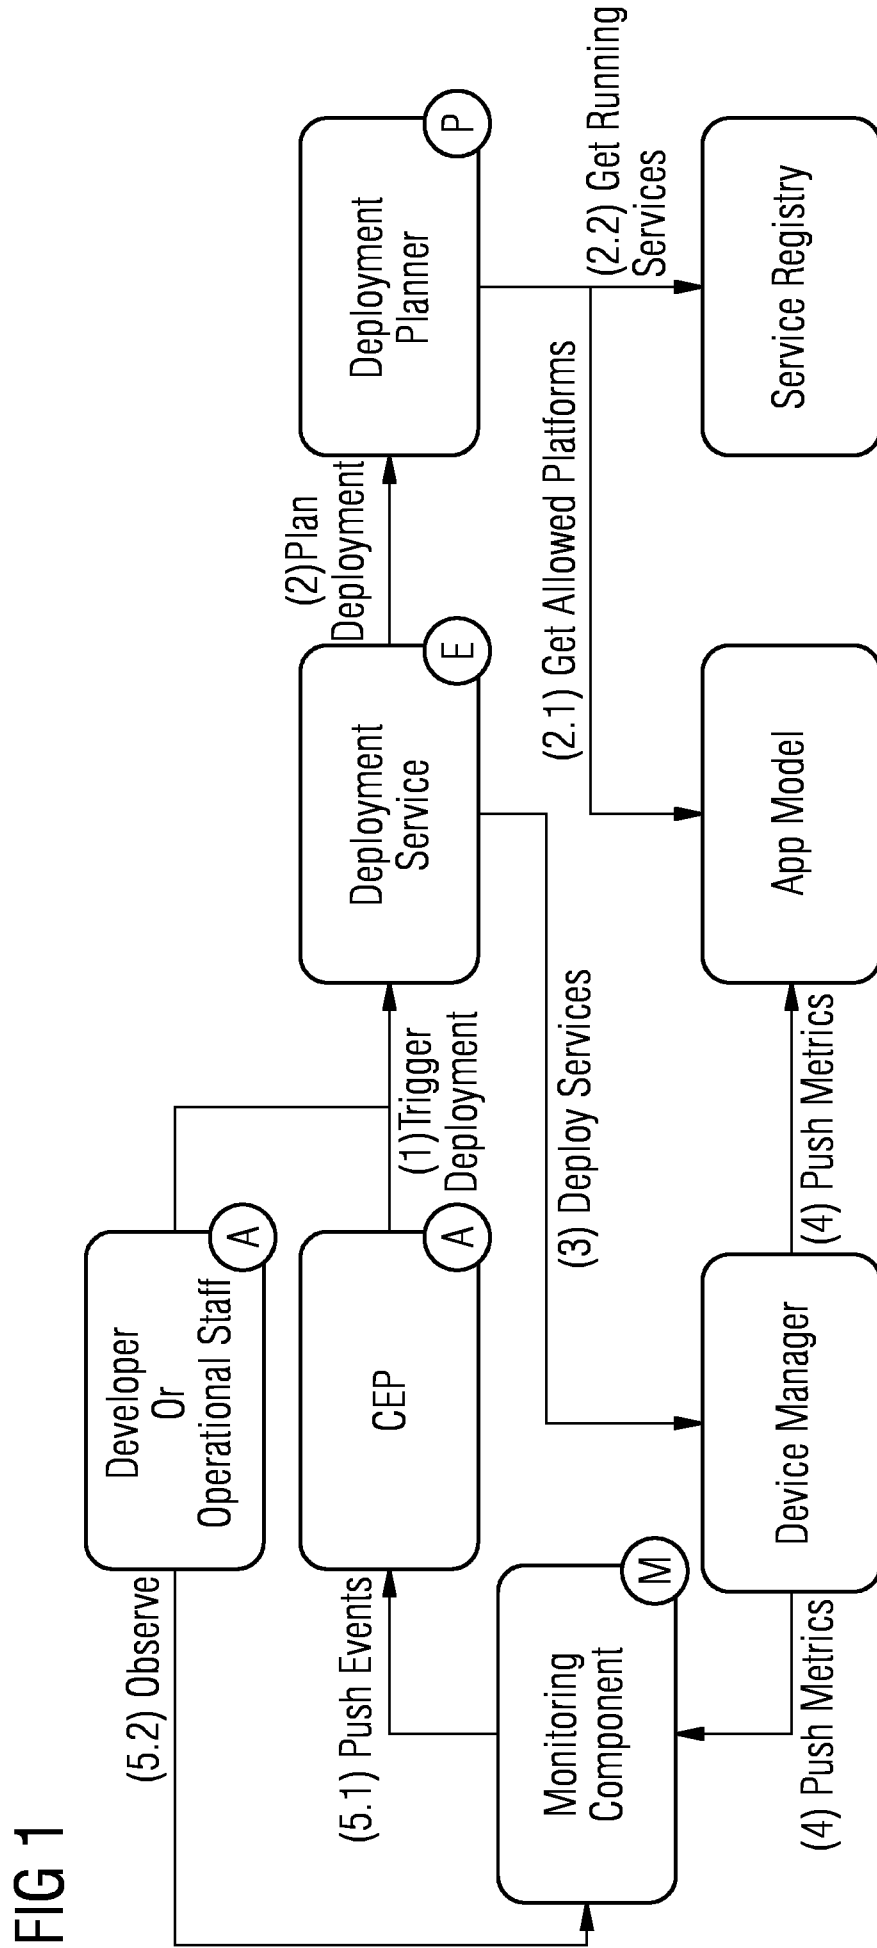 FIG 1
(5.2) Observe
Developer
Or
Operational Staff
A
(5.1) Push Events
CEP
A
(1)Trigger
Deployment
Deployment
Service
E
(2)Plan
Deployment
Deployment
Planner
P
Monitoring
Component
M
(3) Deploy Services
(2.1) Get Allowed Platforms
(2.2) Get Running
Services
(4) Push Metrics
Device Manager
(4) Push Metrics
App Model
Service Registry